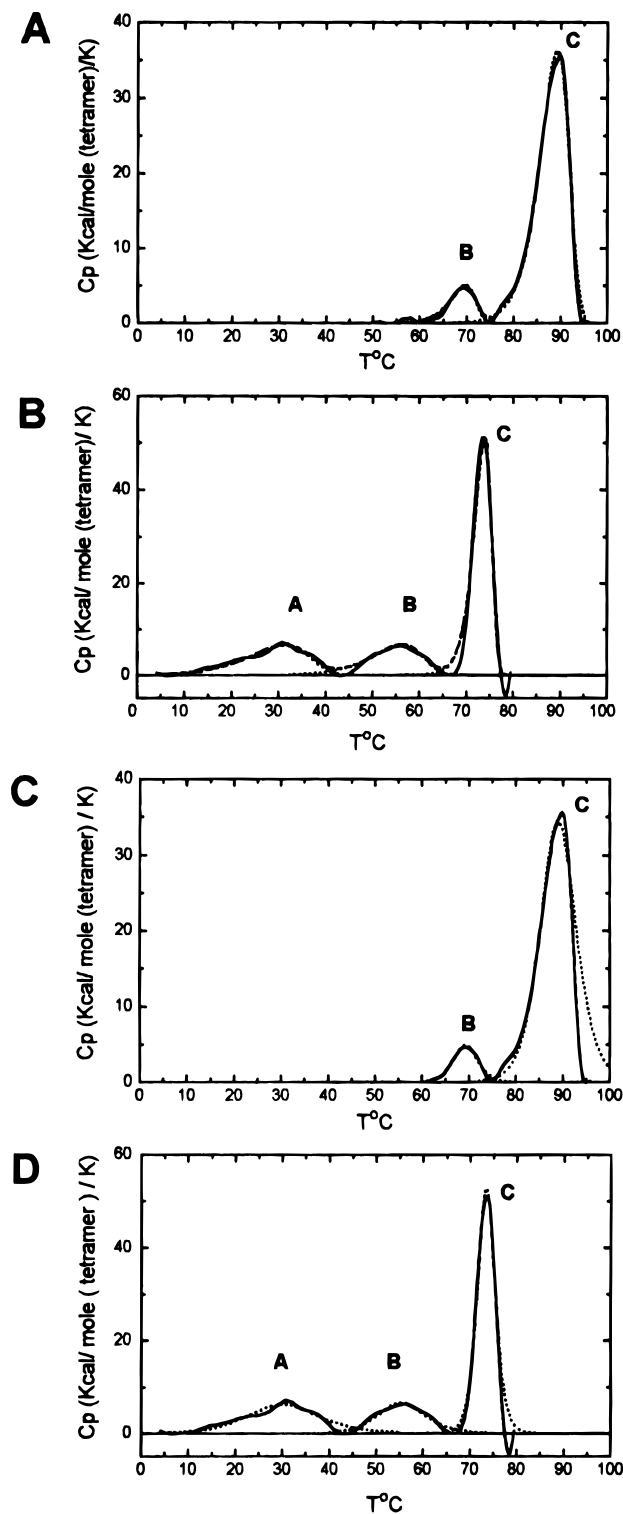 A
Cp (Kcal/mole (tetramer)/K)
40
30
20
10
0
B
C
0 10 20 30 40 50 60 70 80 90 100
T°C
B
Cp (Kcal/ mole (tetramer)/ K)
60
40
20
0
A
B
C
0 10 20 30 40 50 60 70 80 90 100
T°C
C
Cp (Kcal/ mole (tetramer) / K)
40
30
20
10
0
B
C
0 10 20 30 40 50 60 70 80 90 100
T°C
D
Cp (Kcal/ mole ( tetramer ) / K)
60
40
20
0
A
B
C
0 10 20 30 40 50 60 70 80 90 100
T°C